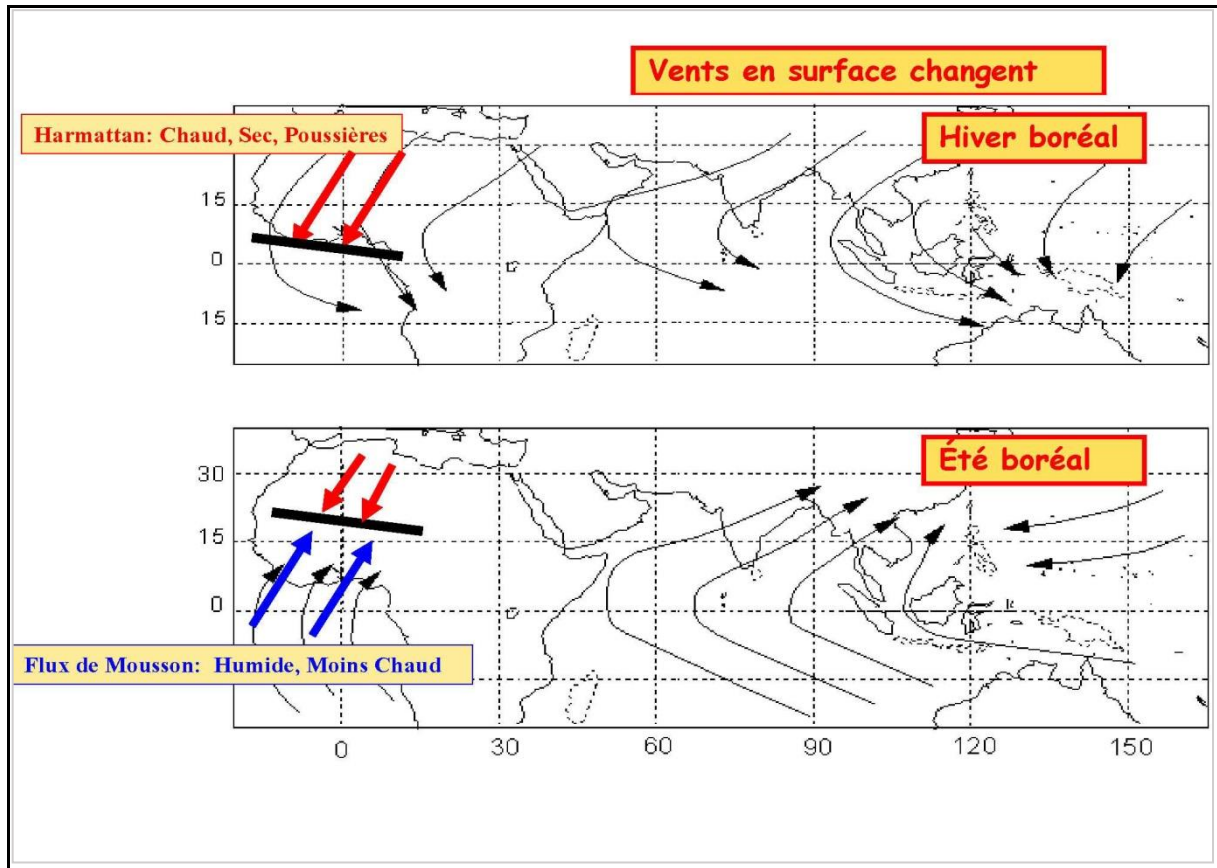 Vents en surface changent
Harmattan: Chaud, Sec, Poussières
Hiver boréal
15
0
15
Été boréal
30
15
0
Flux de Mousson: Humide, Moins Chaud
0 30 60 90 120 150